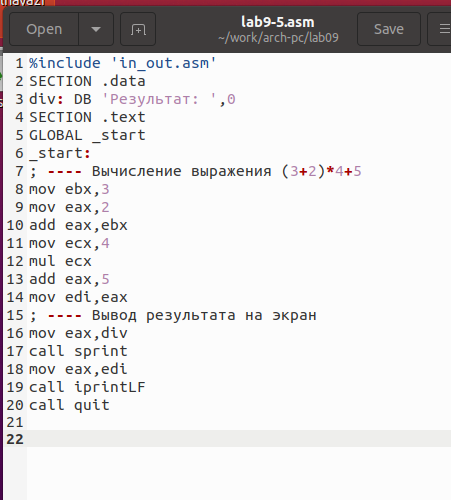 Open
lab9-5.asm
~/work/arch-pc/lab09
Save
1 %include 'in_out.asm'
2 SECTION .data
3 div: DB 'Результат: ',0
4 SECTION .text
5 GLOBAL _start
6 _start:
7 ; ---- Вычисление выражения (3+2)*4+5
8 mov ebx,3
9 mov eax,2
10 add eax,ebx
11 mov ecx,4
12 mul ecx
13 add eax,5
14 mov edi,eax
15 ; ---- Вывод результата на экран
16 mov eax,div
17 call sprint
18 mov eax,edi
19 call iprintLF
20 call quit
21
22